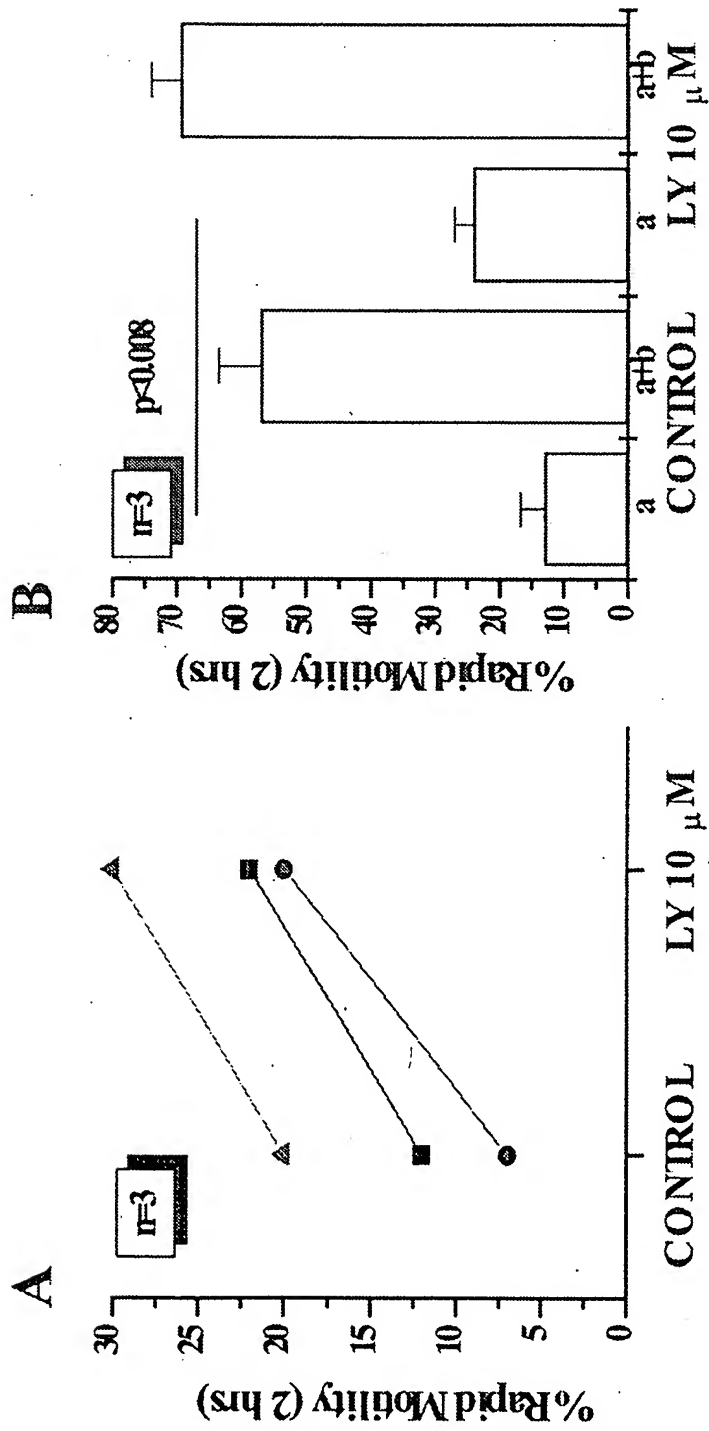 A
n=3
% Rapid Motility (2 hrs)
30
25
20
15
10
5
0
CONTROL LY 10 μM
B
n=3
p<0.008
% Rapid Motility (2 hrs)
80
70
60
50
40
30
20
10
0
a a+b a a+b
CONTROL LY 10 μM